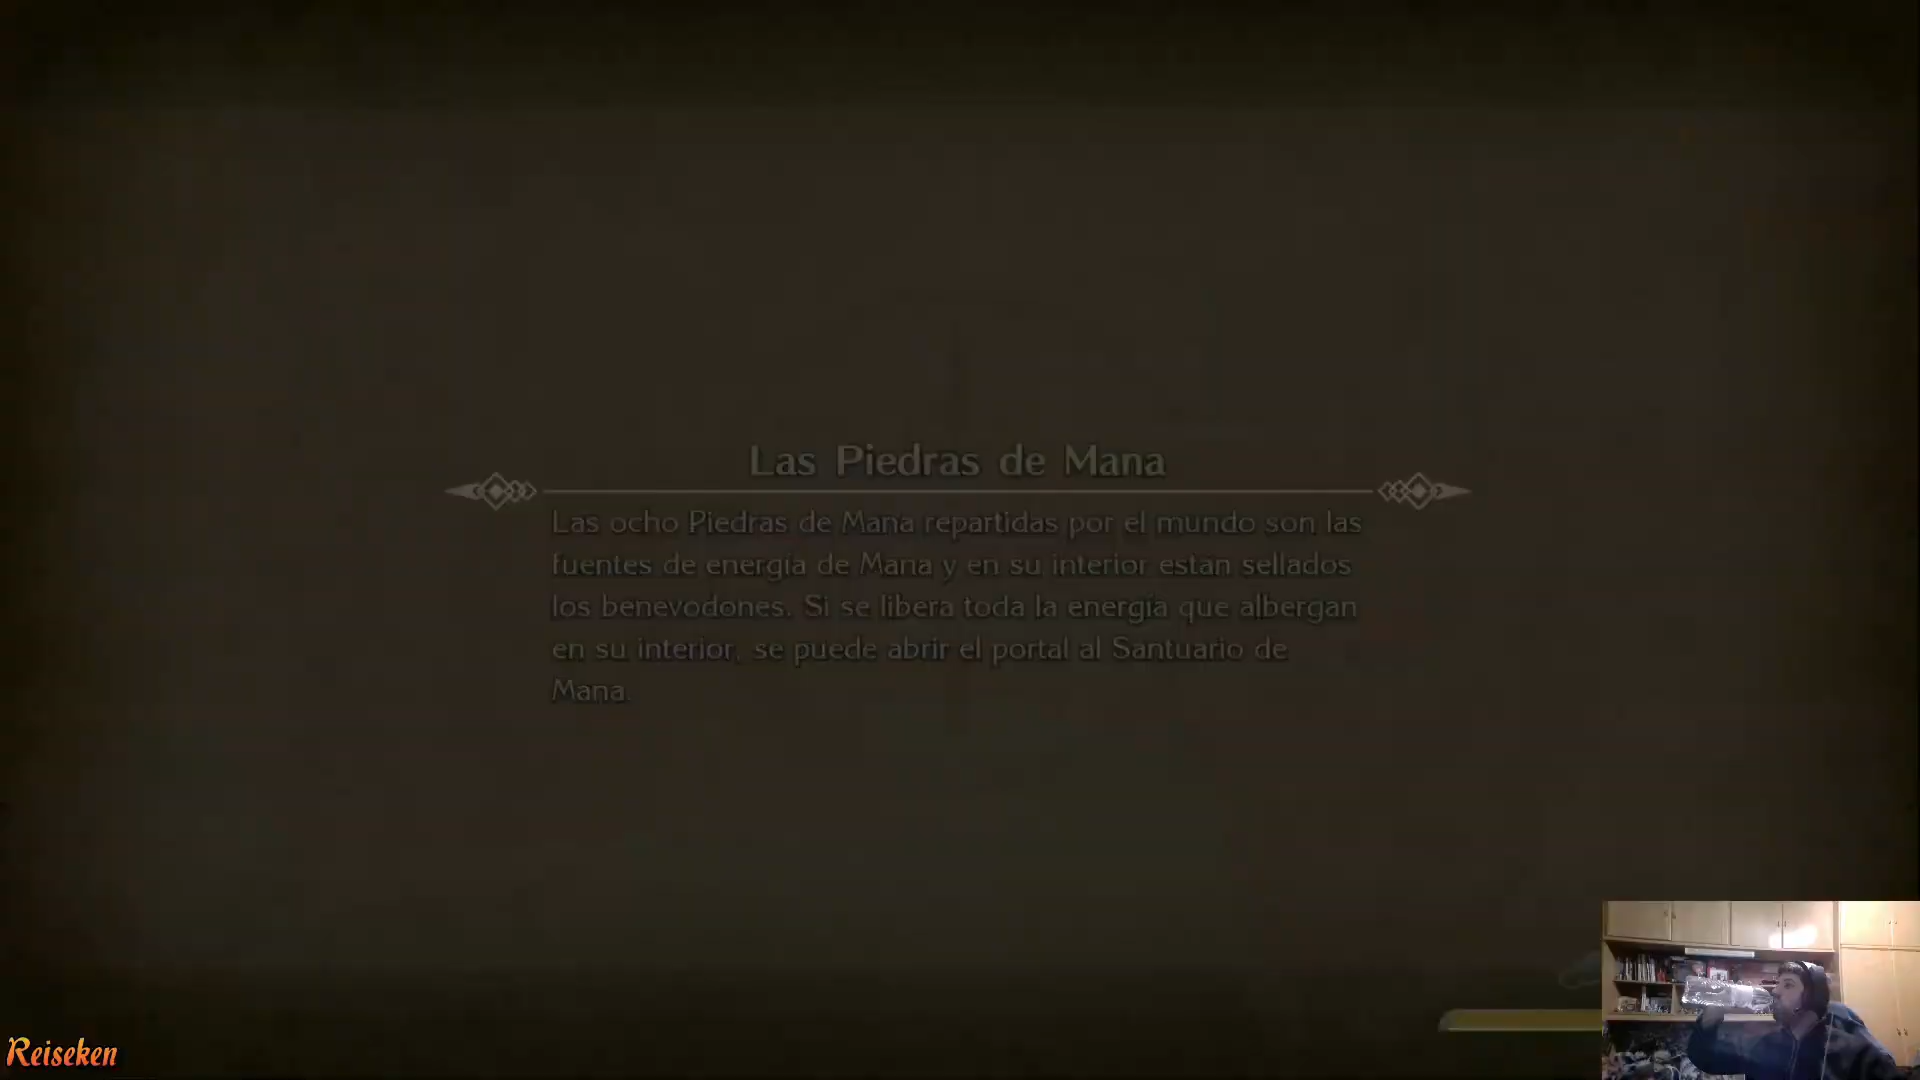 Las Piedras de Mana
Las ocho Piedras de Mana repartidas por el mundo son las
fuentes de energía de Mana y en su interior están sellados
los benevodones. Si se libera toda la energía que albergan
en su interior, se puede abrir el portal al Santuario de
Mana.
Reiseken